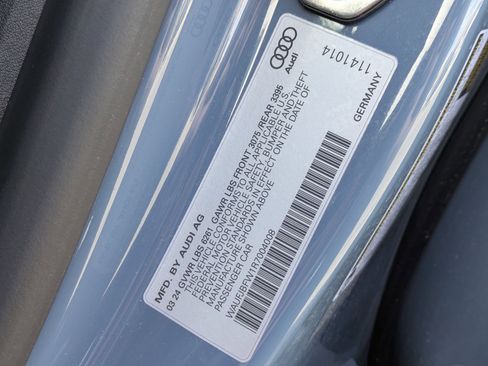 MFD. BY AUDI AG
03 24 GVWR LBS 6261 GAWR LBS FRONT 3075/REAR 3395
THIS VEHICLE CONFORMS TO ALL APPLICABLE U.S.
FEDERAL MOTOR VEHICLE SAFETY, BUMPER AND THEFT
PREVENTION STANDARDS IN EFFECT ON THE DATE OF
MANUFACTURE SHOWN ABOVE
PASSENGER CAR
WAUFJBFW1R7004008
Audi
11141014
GERMANY